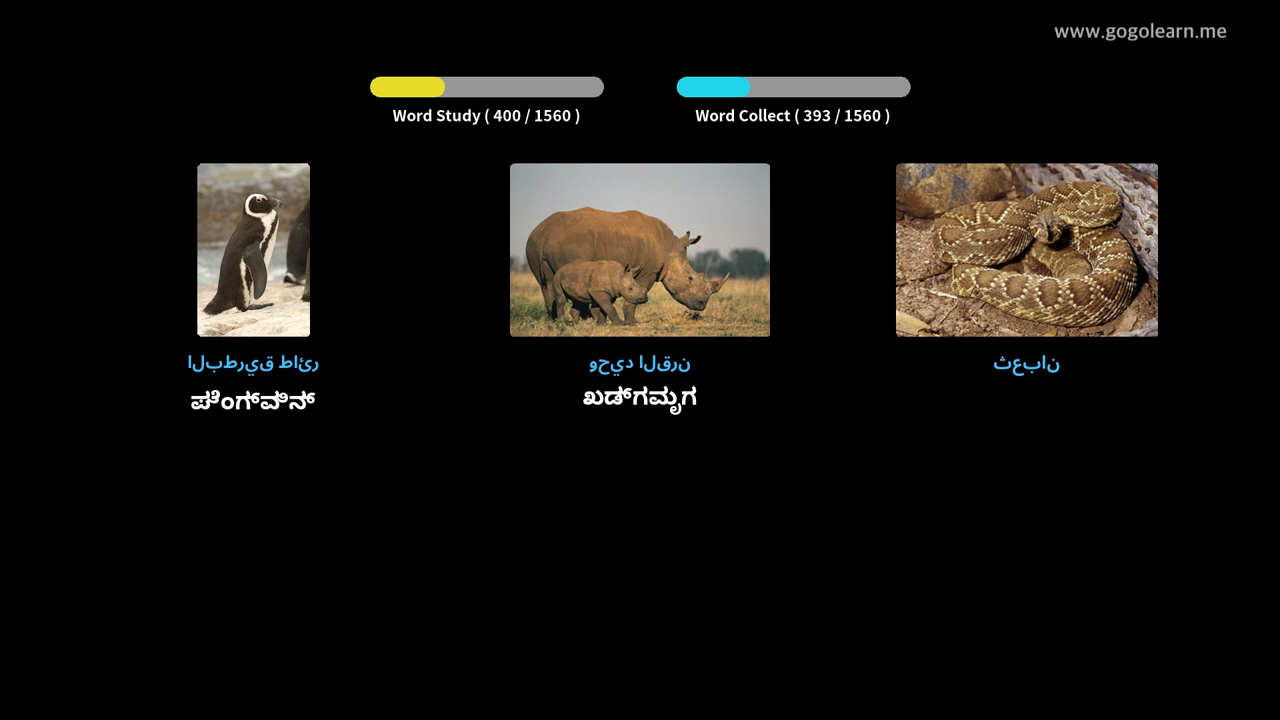 www.gogolearn.me
Word Study ( 400 / 1560 )
Word Collect ( 393 / 1560 )
البطريق طائر
ಪೆಂಗ್‌ವಿನ್
وحيد القرن
ಖಡ್‌ಗಮೃಗ
ثعبان